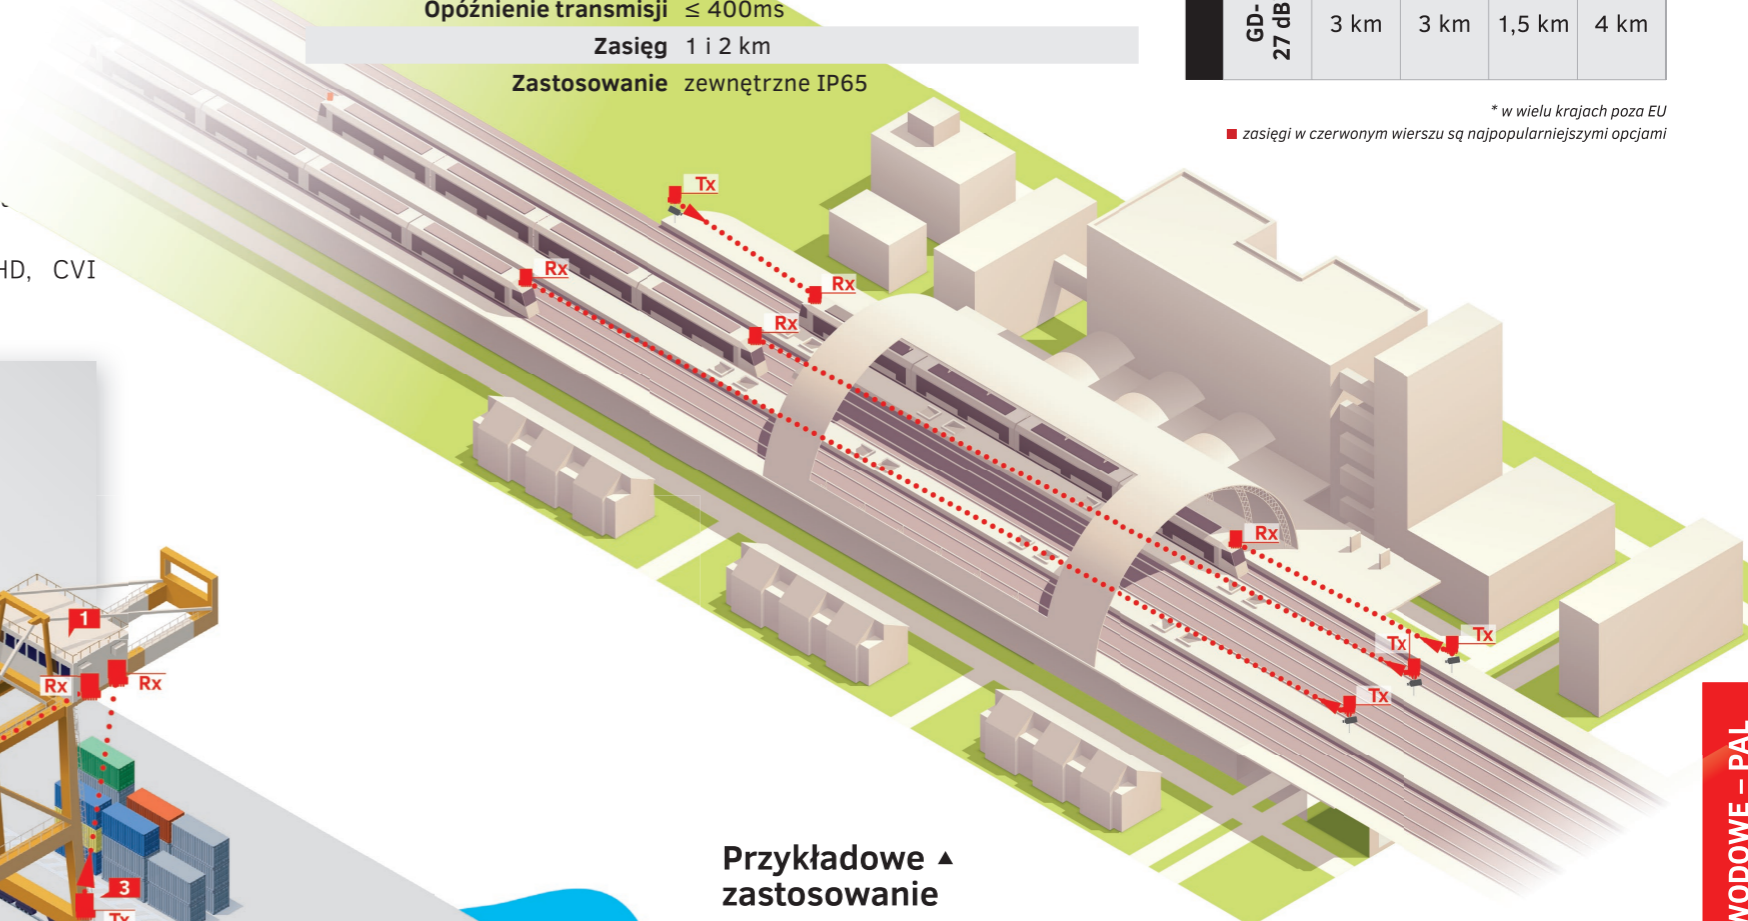 Opóźnienie transmisji ≤ 400ms
Zasięg 1 i 2 km
Zastosowanie zewnętrzne IP65
GD-
27 dB
3 km 3 km 1,5 km 4 km
* w wielu krajach poza EU
zasięgi w czerwonym wierszu są najpopularniejszymi opcjami
HD, CVI
Tx
Rx
Rx
Rx
Rx
Tx
Tx
Tx
1
Rx
Rx
3
Tx
Przykładowe ▲
zastosowanie
WODOWE – PAL